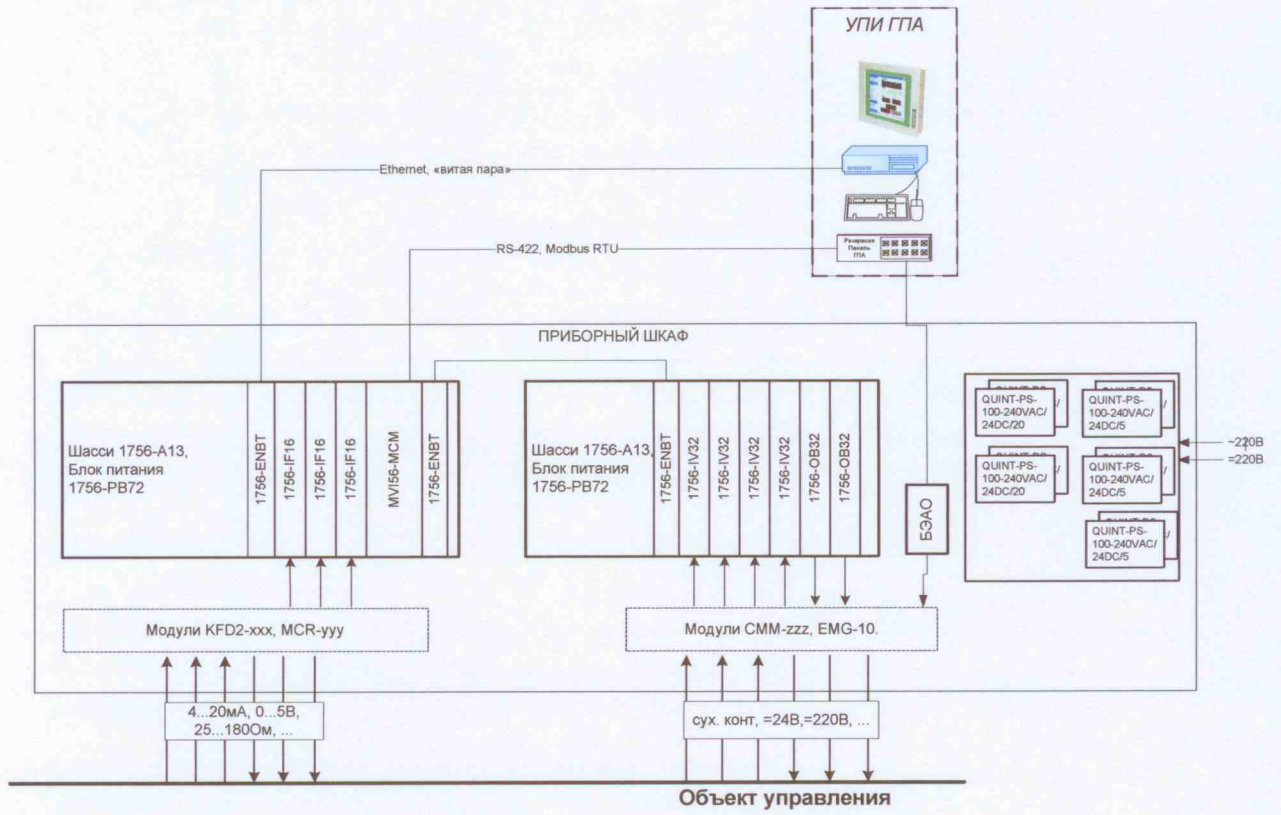 УПИ ГПА
Ethernet, «витая пара»
RS-422, Modbus RTU
Резервная
Панель
ГПА
ПРИБОРНЫЙ ШКАФ
Шасси 1756-A13,
Блок питания
1756-PB72
1756-ENBT
1756-IF16
1756-IF16
1756-IF16
MVI56-MCM
1756-ENBT
Шасси 1756-A13,
Блок питания
1756-PB72
1756-ENBT
1756-IV32
1756-IV32
1756-IV32
1756-IV32
1756-OB32
1756-OB32
БЭАО
QUINT-PS-
100-240VAC/
24DC/20
QUINT-PS-
100-240VAC/
24DC/5
QUINT-PS-
100-240VAC/
24DC/20
QUINT-PS-
100-240VAC/
24DC/5
QUINT-PS-
100-240VAC/
24DC/5
~220В
=220В
Модули KFD2-xxx, MCR-yyy
Модули CMM-zzz, EMG-10.
4...20мА, 0...5В,
25...180Ом, ...
сух. конт, =24В,=220В, ...
Объект управления